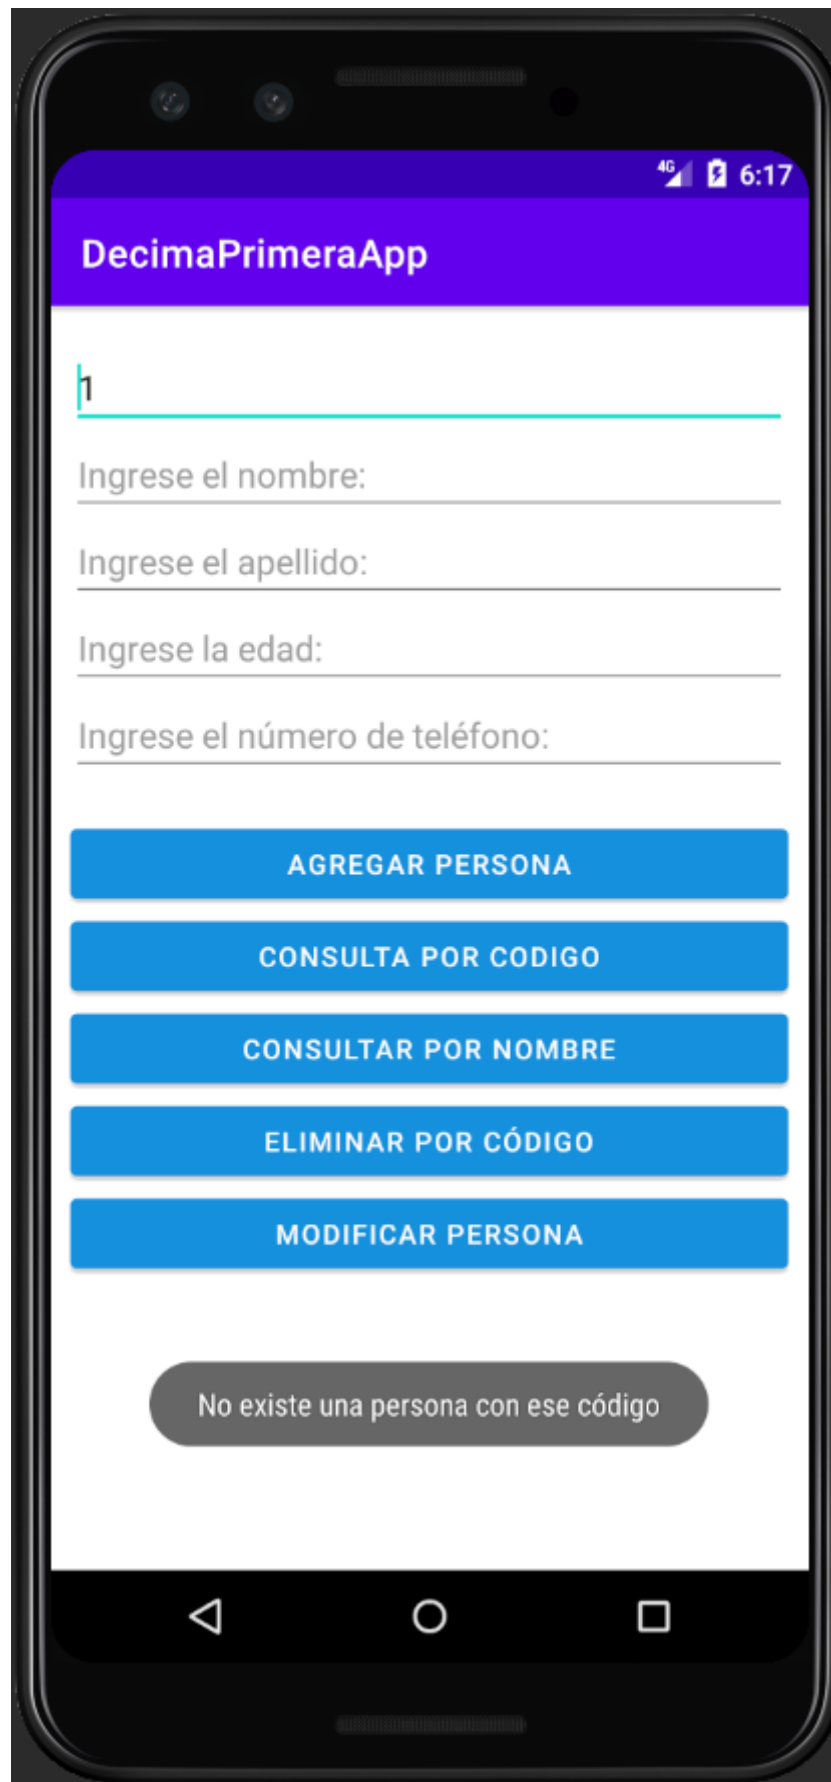 4G 6:17
DecimaPrimeraApp
1
Ingrese el nombre:
Ingrese el apellido:
Ingrese la edad:
Ingrese el número de teléfono:
AGREGAR PERSONA
CONSULTA POR CODIGO
CONSULTAR POR NOMBRE
ELIMINAR POR CÓDIGO
MODIFICAR PERSONA
No existe una persona con ese código